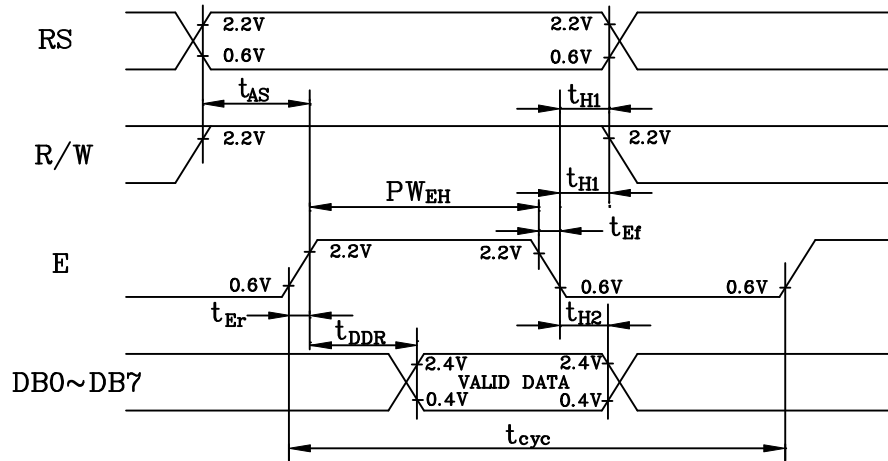 RS 2.2V 2.2V
0.6V 0.6V
tAS tH1
R/W 2.2V 2.2V
tH1
PWEH
tEf
E 2.2V 2.2V
0.6V 0.6V 0.6V
tEr tH2
tDDR
DB0~DB7 2.4V VALID DATA 2.4V
0.4V 0.4V
tcyc